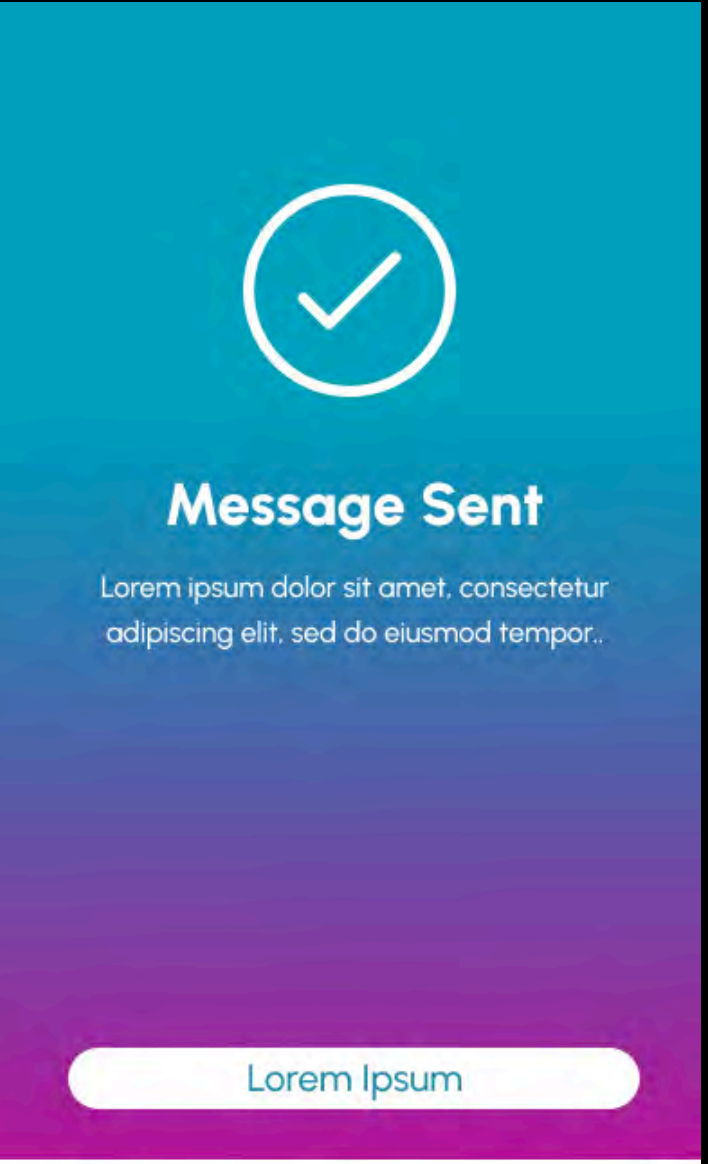 Message Sent
Lorem ipsum dolor sit amet, consectetur
adipiscing elit, sed do eiusmod tempor..
Lorem Ipsum